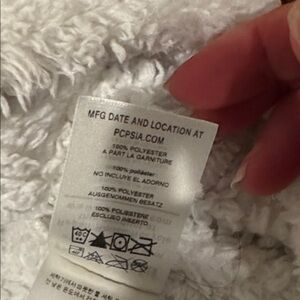 MFG DATE AND LOCATION AT
PCPSIA.COM
100% POLYESTER
A PART LA GARNITURE
100% poliéster
NO INCLUYE EL ADORNO
100% POLYESTER
AUSGENOMMEN BESATZ
100% POLIESTERE
ESCLUSO INSERTO